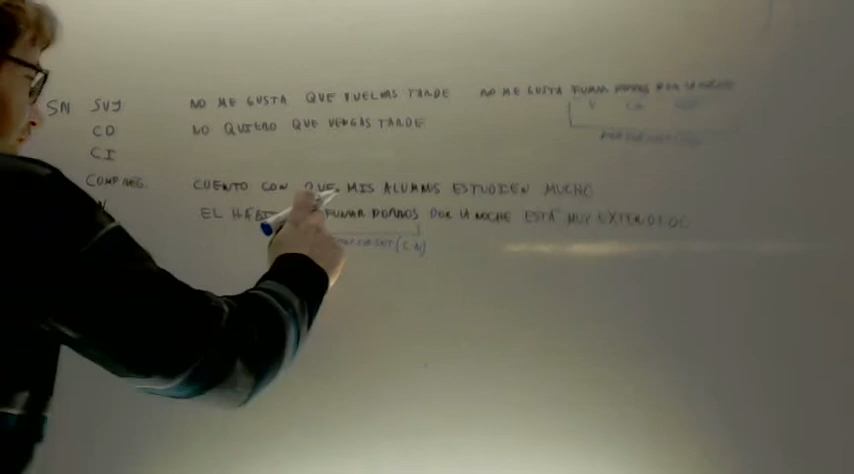 SN SUJ NO ME GUSTA QUE VUELVAS TARDE NO ME GUSTA FUMAR PORROS POR LA NOCHE
CD NO QUIERO QUE VENGAS TARDE
CI
COMP. REG. CUENTO CON QUE MIS ALUMNOS ESTUDIEN MUCHO
N EL FUMAR PORROS POR LA NOCHE ESTÁ MUY EXTENDIDO
(C.N)